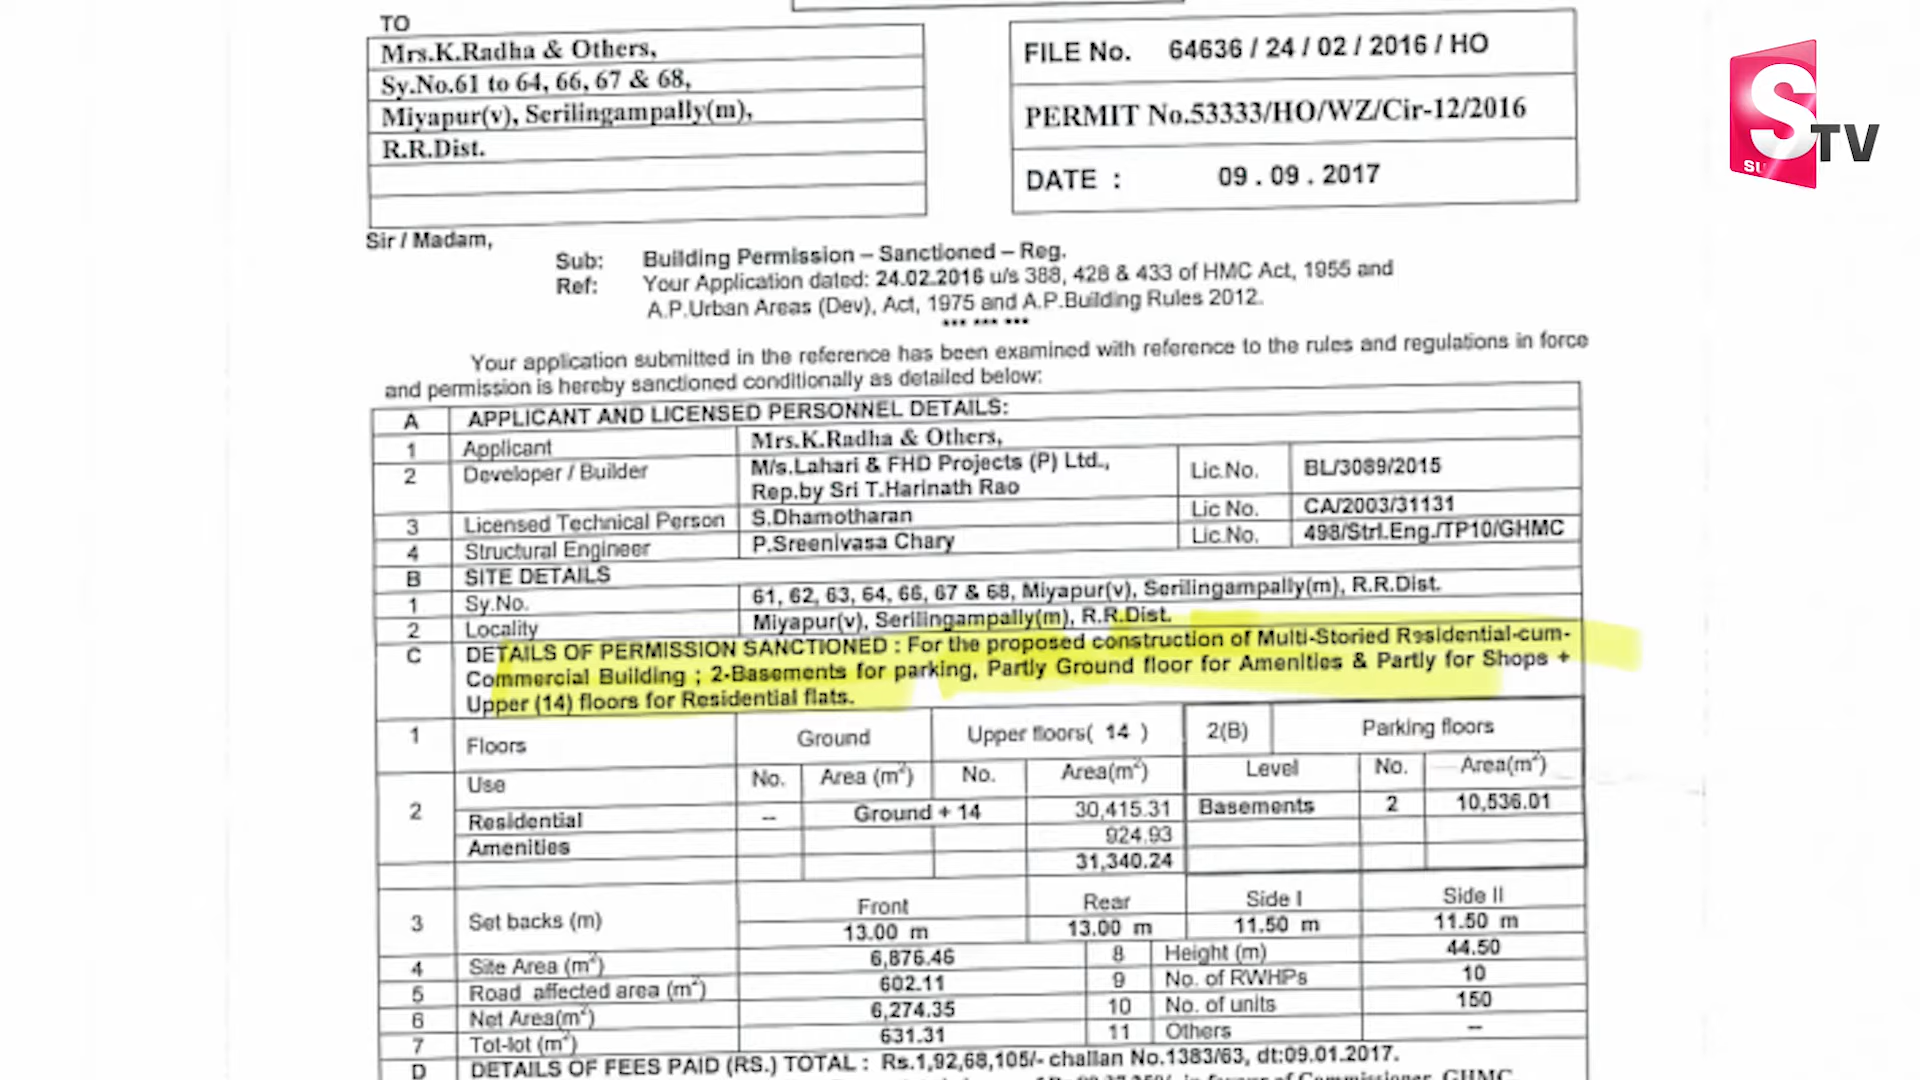 TO
Mrs.K.Radha & Others,
Sy.No.61 to 64, 66, 67 & 68,
Miyapur(v), Serilingampally(m),
R.R.Dist.
FILE No. 64636 / 24 / 02 / 2016 / HO
PERMIT No.53333/HO/WZ/Cir-12/2016
DATE : 09 . 09 . 2017
S TV
SU
Sir / Madam,
Sub: Building Permission – Sanctioned – Reg.
Ref: Your Application dated: 24.02.2016 u/s 388, 428 & 433 of HMC Act, 1955 and
A.P.Urban Areas (Dev), Act, 1975 and A.P.Building Rules 2012.
*** *** ***
Your application submitted in the reference has been examined with reference to the rules and regulations in force
and permission is hereby sanctioned conditionally as detailed below:
A APPLICANT AND LICENSED PERSONNEL DETAILS:
1 Applicant Mrs.K.Radha & Others,
2 Developer / Builder M/s.Lahari & FHD Projects (P) Ltd., Lic.No. BL/3089/2015
Rep.by Sri T.Harinath Rao
3 Licensed Technical Person S.Dhamotharan Lic No. CA/2003/31131
4 Structural Engineer P.Sreenivasa Chary Lic.No. 498/Strl.Eng./TP10/GHMC
B SITE DETAILS
1 Sy.No. 61, 62, 63, 64, 66, 67 & 68, Miyapur(v), Serilingampally(m), R.R.Dist.
2 Locality Miyapur(v), Serilingampally(m), R.R.Dist.
C DETAILS OF PERMISSION SANCTIONED : For the proposed construction of Multi-Storied Residential-cum-
Commercial Building ; 2-Basements for parking, Partly Ground floor for Amenities & Partly for Shops +
Upper (14) floors for Residential flats.
1 Floors Ground Upper floors( 14 ) 2(B) Parking floors
2 Use No. Area (m²) No. Area(m²) Level No. Area(m²)
Residential -- Ground + 14 30,415.31 Basements 2 10,536.01
Amenities 924.93
31,340.24
3 Set backs (m) Front Rear Side I Side II
13.00 m 13.00 m 11.50 m 11.50 m
4 Site Area (m²) 6,876.46 8 Height (m) 44.50
5 Road affected area (m²) 602.11 9 No. of RWHPs 10
6 Net Area(m²) 6,274.35 10 No. of units 150
7 Tot-lot (m²) 631.31 11 Others --
D DETAILS OF FEES PAID (RS.) TOTAL : Rs.1,92,68,105/- challan No.1383/63, dt:09.01.2017.
in favour of Commissioner, GHMC,